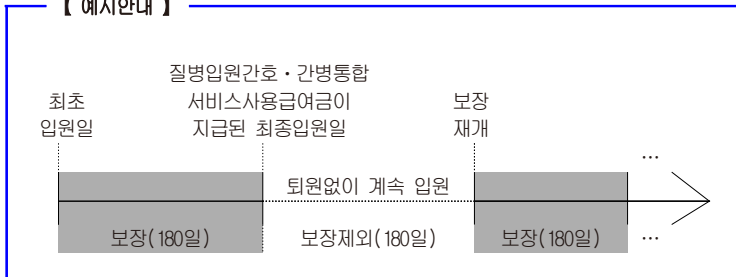 【 예시안내 】
질병입원간호·간병통합
최초 서비스사용급여금이 보장
입원일 지급된 최종입원일 재개
…
퇴원없이 계속 입원
보장(180일) 보장제외(180일) 보장(180일) …